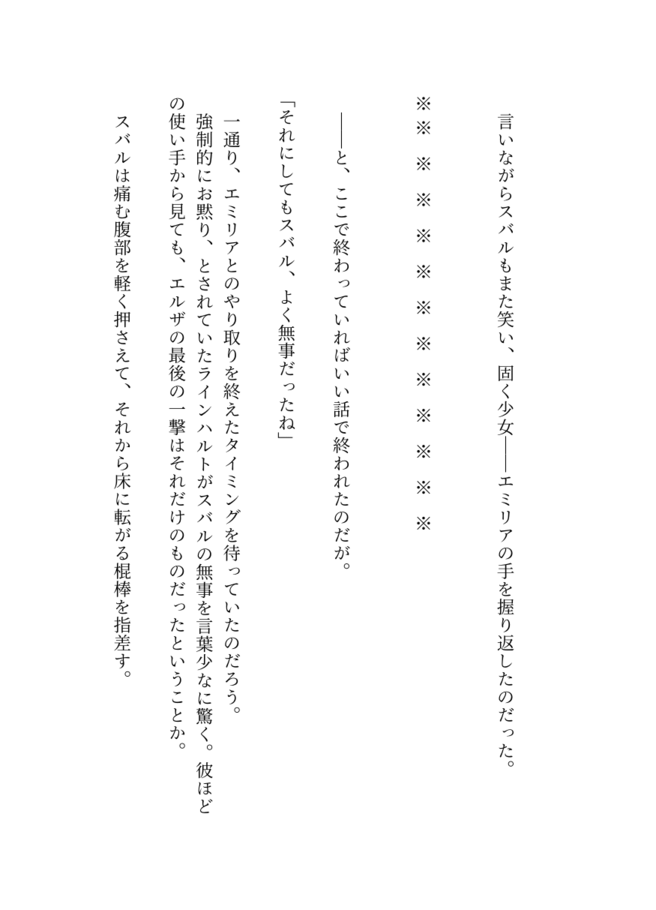 言いながらスバルもまた笑い、固く少女――エミリアの手を握り返したのだった。
※※　※　※　※　※　※　※　※　※　※　※　※
――と、ここで終わっていればいい話で終われたのだが。
「それにしてもスバル、よく無事だったね」
一通り、エミリアとのやり取りを終えたタイミングを待っていたのだろう。
強制的にお黙り、とされていたラインハルトがスバルの無事を言葉少なに驚く。彼ほど
の使い手から見ても、エルザの最後の一撃はそれだけのものだったということか。
スバルは痛む腹部を軽く押さえて、それから床に転がる棍棒を指差す。